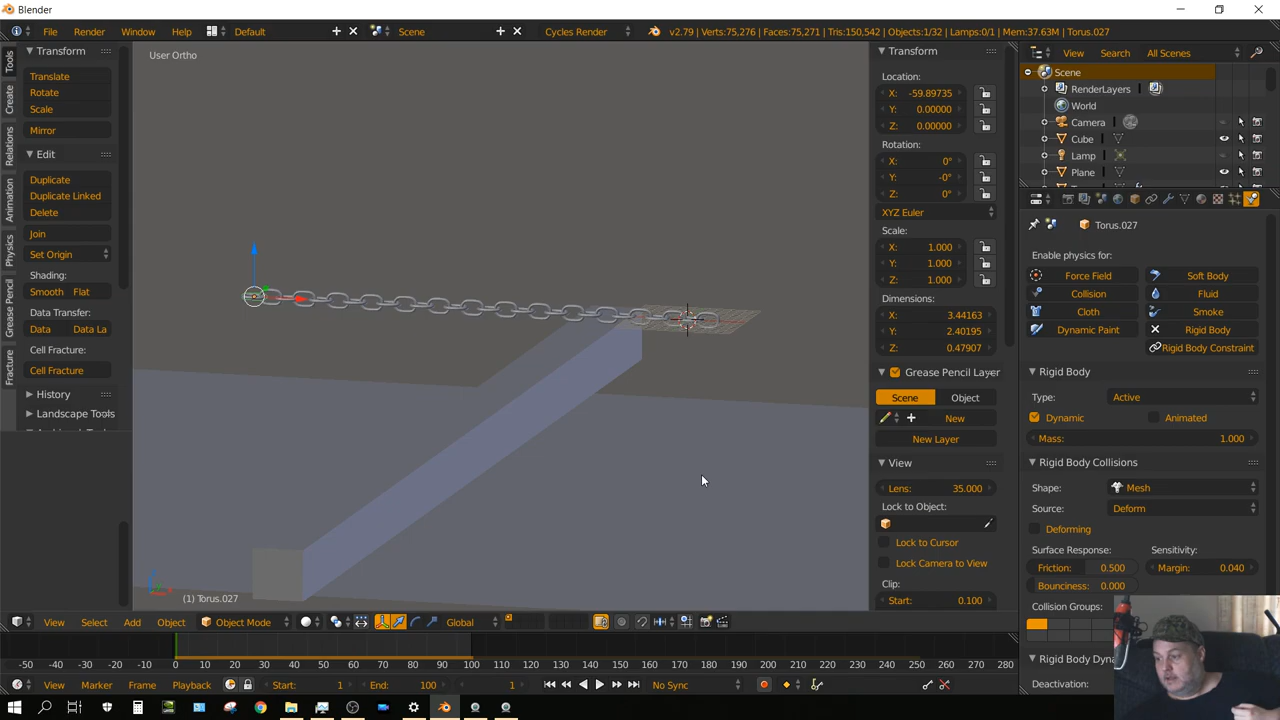 Blender
File Render Window Help Default Scene Cycles Render v2.79 | Verts:75,276 | Faces:75,271 | Tris:150,542 | Objects:1/32 | Lamps:0/1 | Mem:37.63M | Torus.027
Tools
Create
Relations
Animation
Physics
Grease Pencil
Fracture
Transform
Translate
Rotate
Scale
Mirror
Edit
Duplicate
Duplicate Linked
Delete
Join
Set Origin
Shading:
Smooth Flat
Data Transfer:
Data Data La
Cell Fracture:
Cell Fracture
History
Landscape Tools
User Ortho
(1) Torus.027
Transform
Location:
X: -59.89735
Y: 0.00000
Z: 0.00000
Rotation:
X: 0°
Y: -0°
Z: 0°
XYZ Euler
Scale:
X: 1.000
Y: 1.000
Z: 1.000
Dimensions:
X: 3.44163
Y: 2.40195
Z: 0.47907
Grease Pencil Layer
Scene Object
New
New Layer
View
Lens: 35.000
Lock to Object:
Lock to Cursor
Lock Camera to View
Clip:
Start: 0.100
View Search All Scenes
Scene
RenderLayers
World
Camera
Cube
Lamp
Plane
Torus.027
Enable physics for:
Force Field Soft Body
Collision Fluid
Cloth Smoke
Dynamic Paint Rigid Body
Rigid Body Constraint
Rigid Body
Type: Active
Dynamic Animated
Mass: 1.000
Rigid Body Collisions
Shape: Mesh
Source: Deform
Deforming
Surface Response: Sensitivity:
Friction: 0.500 Margin: 0.040
Bounciness: 0.000
Collision Groups:
Rigid Body Dyna
Deactivation:
View Select Add Object Object Mode Global
-50 -40 -30 -20 -10 0 10 20 30 40 50 60 70 80 90 100 110 120 130 140 150 160 170 180 190 200 210 220 230 240 250 260 270 280
View Marker Frame Playback Start: 1 End: 100 1 No Sync